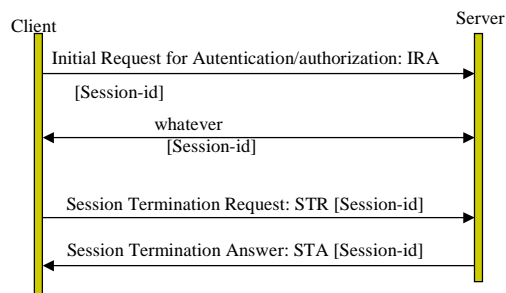 Client
Server
Initial Request for Autentication/authorization: IRA
[Session-id]
whatever
[Session-id]
Session Termination Request: STR [Session-id]
Session Termination Answer: STA [Session-id]